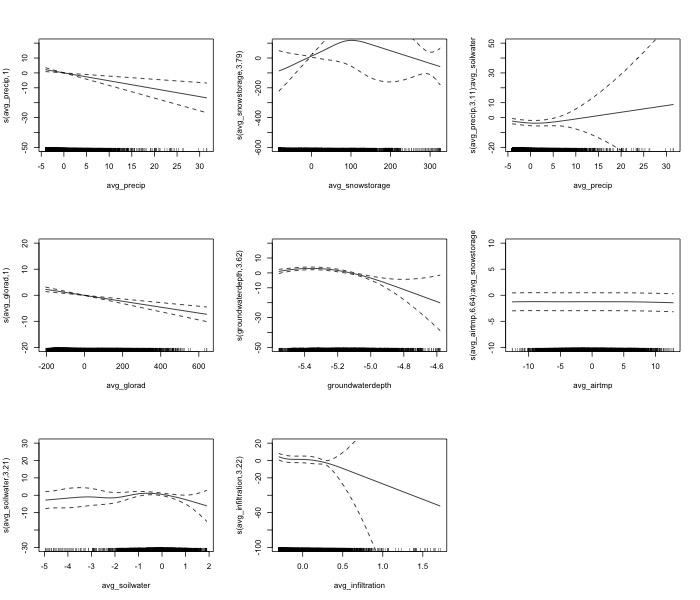 s(avg_precip,1)
10
0
-10
-30
-50
-5 0 5 10 15 20 25 30
avg_precip
s(avg_snowstorage,3.79)
0
-200
-400
-600
0 100 200 300
avg_snowstorage
s(avg_precip,3.11):avg_soilwater
50
30
10
0
-20
-5 0 5 10 15 20 25 30
avg_precip
s(avg_glorad,1)
20
10
0
-10
-20
-200 0 200 400 600
avg_glorad
s(groundwaterdepth,3.62)
10
-10
-30
-50
-5.4 -5.2 -5.0 -4.8 -4.6
groundwaterdepth
s(avg_airtmp,6.64):avg_snowstorage
10
5
0
-5
-10
-10 -5 0 5 10
avg_airtmp
s(avg_soilwater,3.21)
30
20
10
0
-10
-30
-5 -4 -3 -2 -1 0 1 2
avg_soilwater
s(avg_infiltration,3.22)
20
0
-20
-60
-100
0.0 0.5 1.0 1.5
avg_infiltration